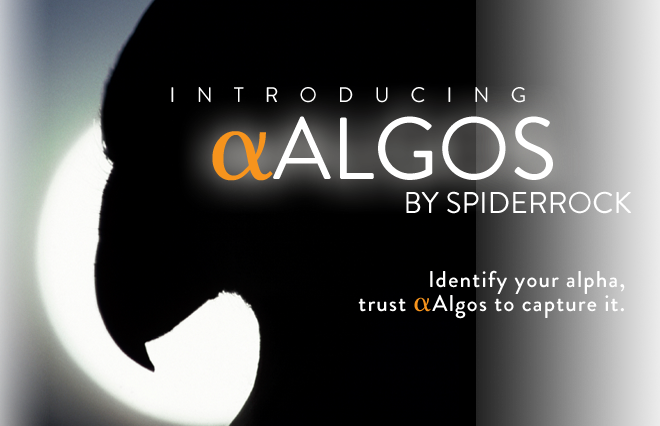 INTRODUCING
αALGOS
BY SPIDERROCK
Identify your alpha,
trust αAlgos to capture it.